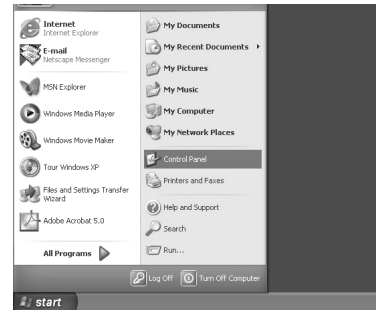 Internet
Internet Explorer
E-mail
Netscape Messenger
MSN Explorer
Windows Media Player
Windows Movie Maker
Tour Windows XP
Files and Settings Transfer
Wizard
Adobe Acrobat 5.0
All Programs
My Documents
My Recent Documents
My Pictures
My Music
My Computer
My Network Places
Control Panel
Printers and Faxes
Help and Support
Search
Run...
Log Off
Turn Off Computer
start